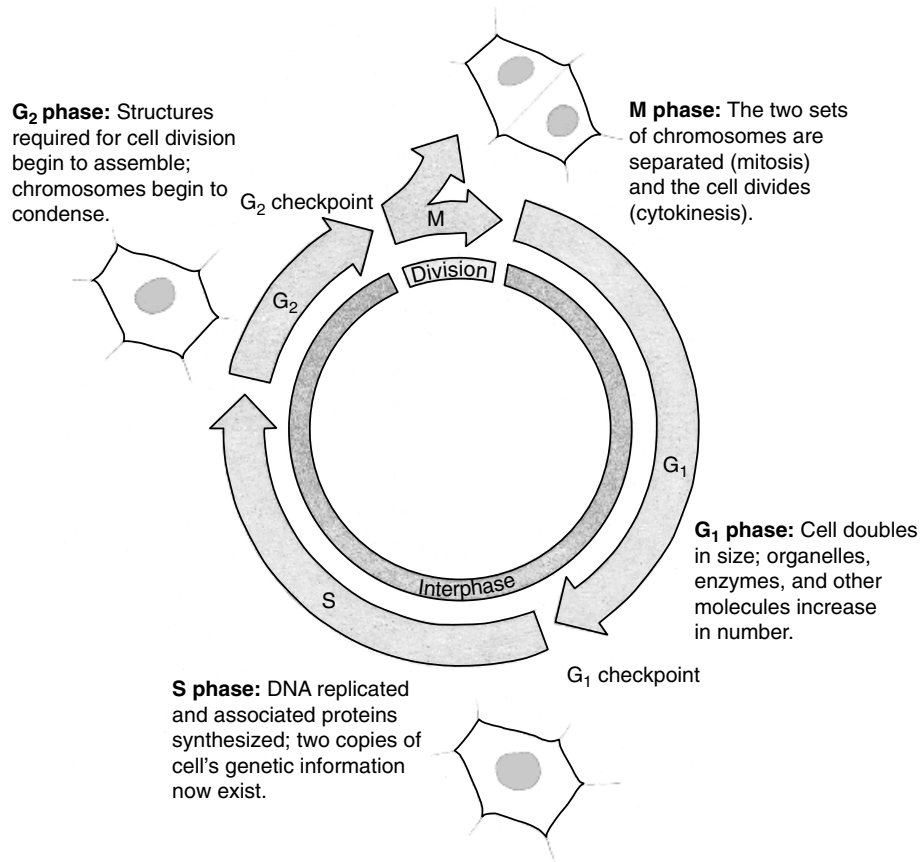 G2 phase: Structures
required for cell division
begin to assemble;
chromosomes begin to
condense.
G2 checkpoint
M phase: The two sets
of chromosomes are
separated (mitosis)
and the cell divides
(cytokinesis).
M
Division
G2
G1
G1 phase: Cell doubles
in size; organelles,
enzymes, and other
molecules increase
in number.
Interphase
S
G1 checkpoint
S phase: DNA replicated
and associated proteins
synthesized; two copies of
cell's genetic information
now exist.